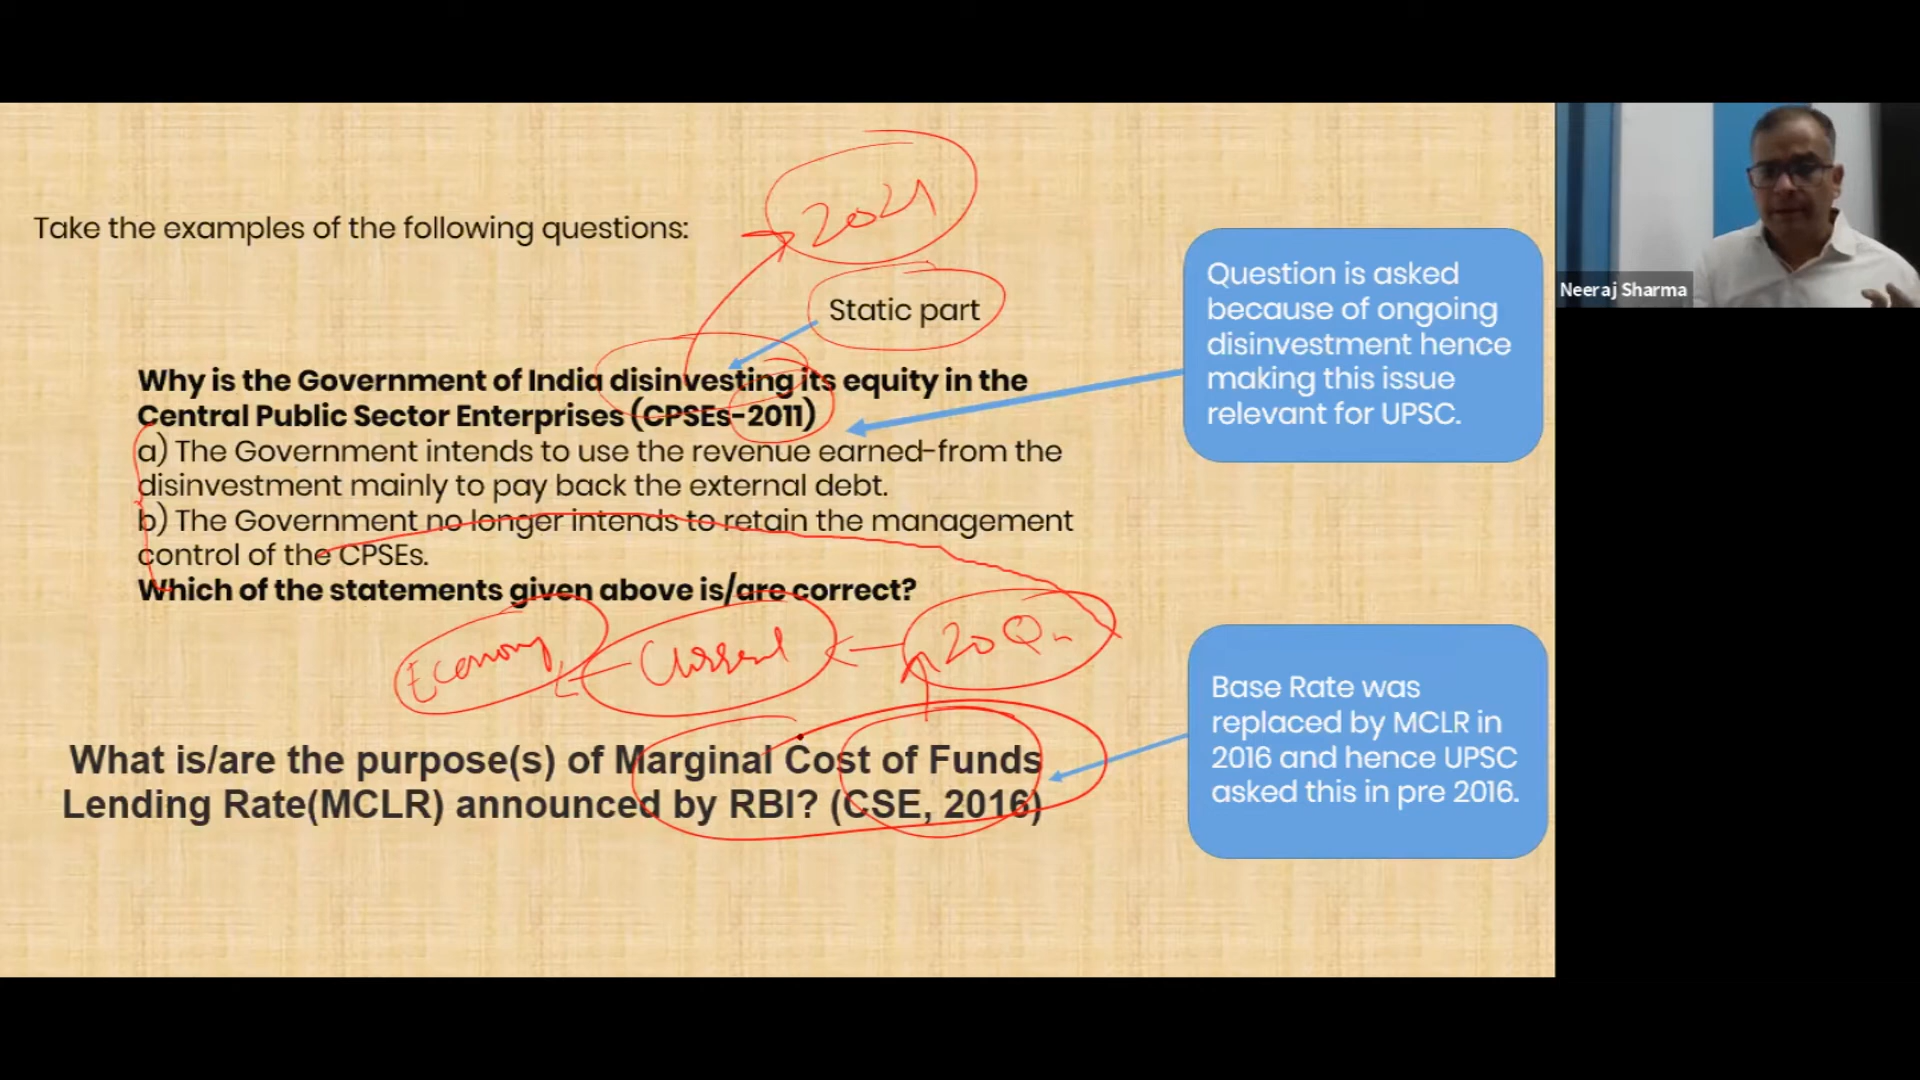 2021
Take the examples of the following questions:
Static part
Why is the Government of India disinvesting its equity in the
Central Public Sector Enterprises (CPSEs-2011)
a) The Government intends to use the revenue earned-from the
disinvestment mainly to pay back the external debt.
b) The Government no longer intends to retain the management
control of the CPSEs.
Which of the statements given above is/are correct?
Economy
Current
20 Qn
What is/are the purpose(s) of Marginal Cost of Funds
Lending Rate(MCLR) announced by RBI? (CSE, 2016)
Question is asked
because of ongoing
disinvestment hence
making this issue
relevant for UPSC.
Base Rate was
replaced by MCLR in
2016 and hence UPSC
asked this in pre 2016.
Neeraj Sharma